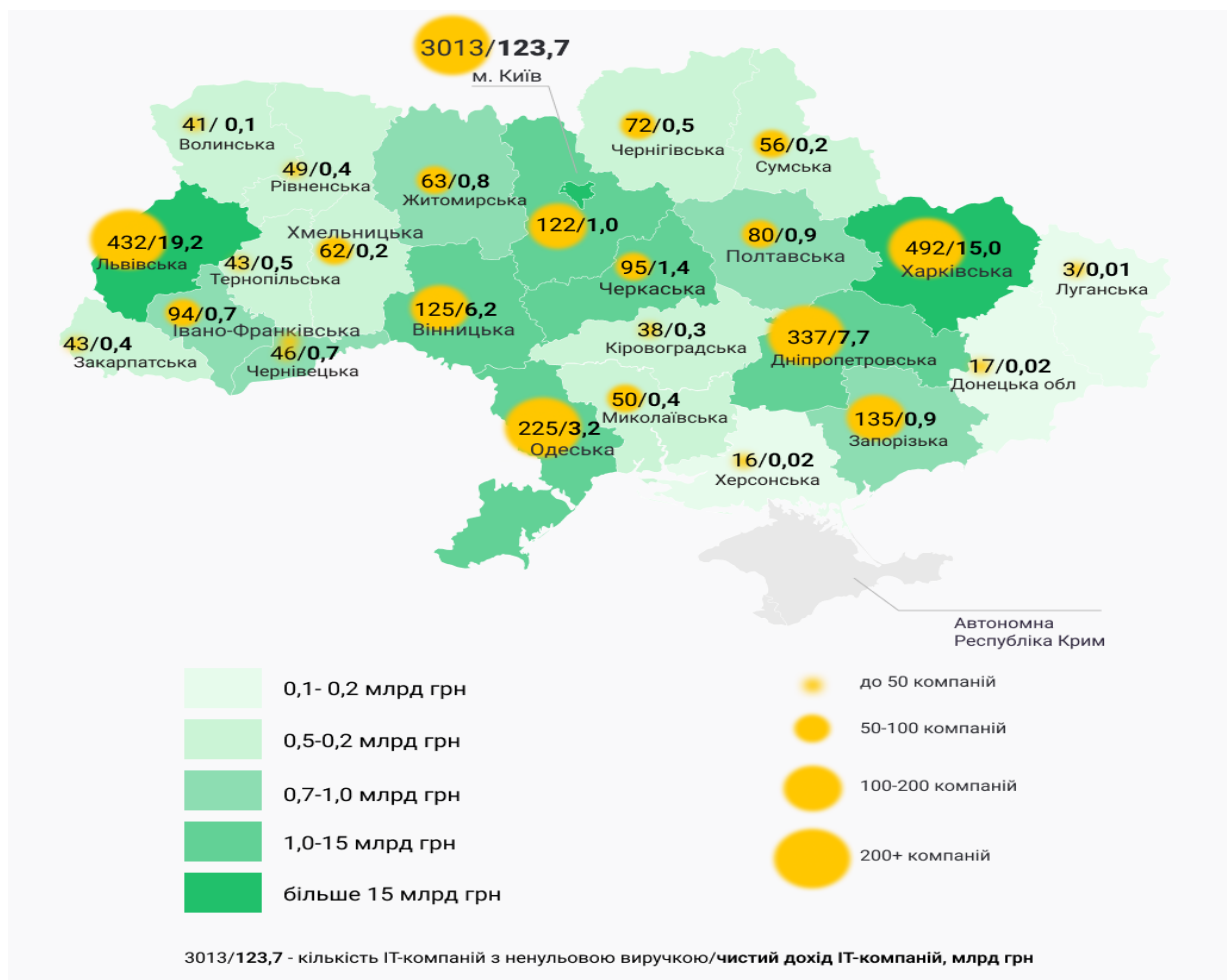 3013/123,7
м. Київ
41/ 0,1
Волинська
49/0,4
Рівненська
63/0,8
Житомирська
72/0,5
Чернігівська
56/0,2
Сумська
432/19,2
Львівська
Хмельницька
62/0,2
43/0,5
Тернопільська
122/1,0
95/1,4
Черкаська
80/0,9
Полтавська
492/15,0
Харківська
3/0,01
Луганська
94/0,7
Івано-Франківська
43/0,4
Закарпатська
46/0,7
Чернівецька
125/6,2
Вінницька
38/0,3
Кіровоградська
337/7,7
Дніпропетровська
17/0,02
Донецька обл
225/3,2
Одеська
50/0,4
Миколаївська
135/0,9
Запорізька
16/0,02
Херсонська
Автономна
Республіка Крим
0,1- 0,2 млрд грн
0,5-0,2 млрд грн
0,7-1,0 млрд грн
1,0-15 млрд грн
більше 15 млрд грн
до 50 компаній
50-100 компаній
100-200 компаній
200+ компаній
3013/123,7 - кількість ІТ-компаній з ненульовою виручкою/чистий дохід ІТ-компаній, млрд грн